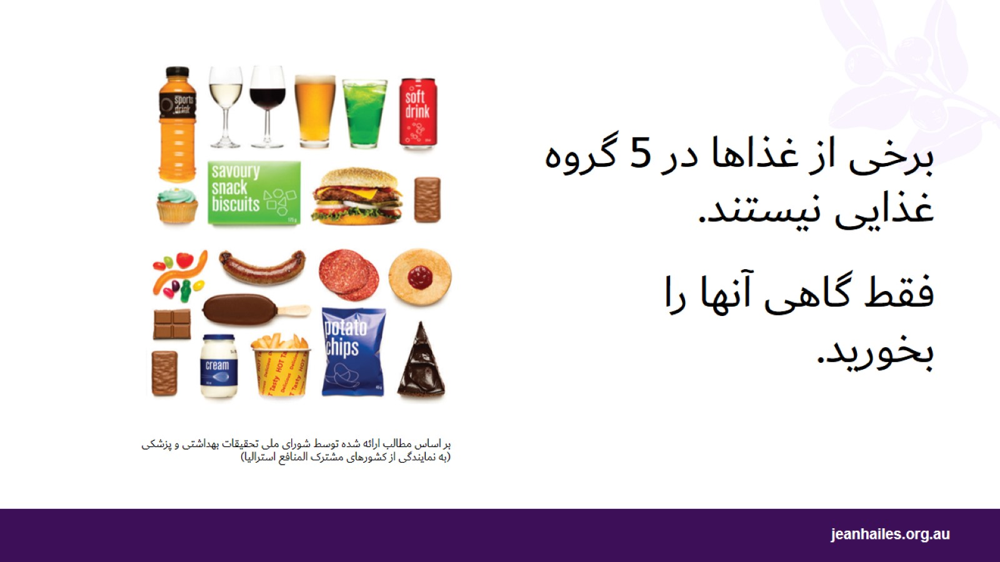 برخی از غذاها در 5 گروه
غذایی نیستند.
فقط گاهی آنها را
بخورید.
sports
drink
soft
drink
savoury
snack
biscuits
175 g
potato
chips
45 g
cream
HOT
Tasty
Delicious
بر اساس مطالب ارائه شده توسط شورای ملی تحقیقات بهداشتی و پزشکی
(به نمایندگی از کشورهای مشترک المنافع استرالیا)
jeanhailes.org.au